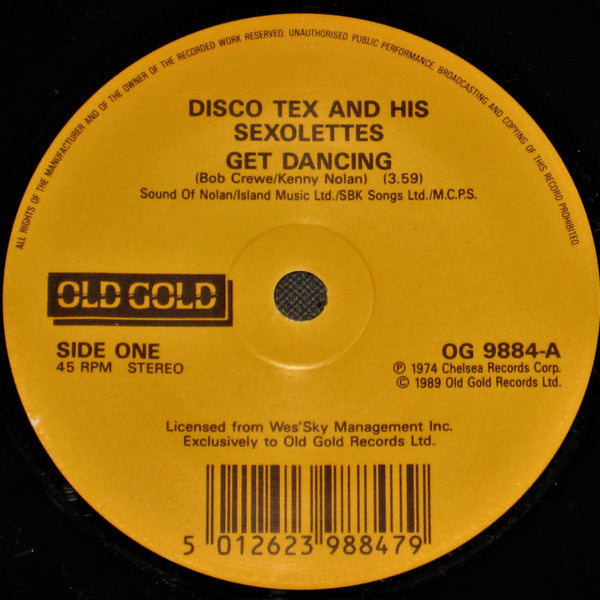 ALL RIGHTS OF THE MANUFACTURER AND OF THE OWNER OF THE RECORDED WORK RESERVED. UNAUTHORISED PUBLIC PERFORMANCE, BROADCASTING AND COPYING OF THIS RECORD PROHIBITED.
DISCO TEX AND HIS
SEXOLETTES
GET DANCING
(Bob Crewe/Kenny Nolan) (3.59)
Sound Of Nolan/Island Music Ltd./SBK Songs Ltd./M.C.P.S.
OLD GOLD
SIDE ONE
45 RPM STEREO
OG 9884-A
℗ 1974 Chelsea Records Corp.
© 1989 Old Gold Records Ltd.
Licensed from Wes'Sky Management Inc.
Exclusively to Old Gold Records Ltd.
5 012623 988479